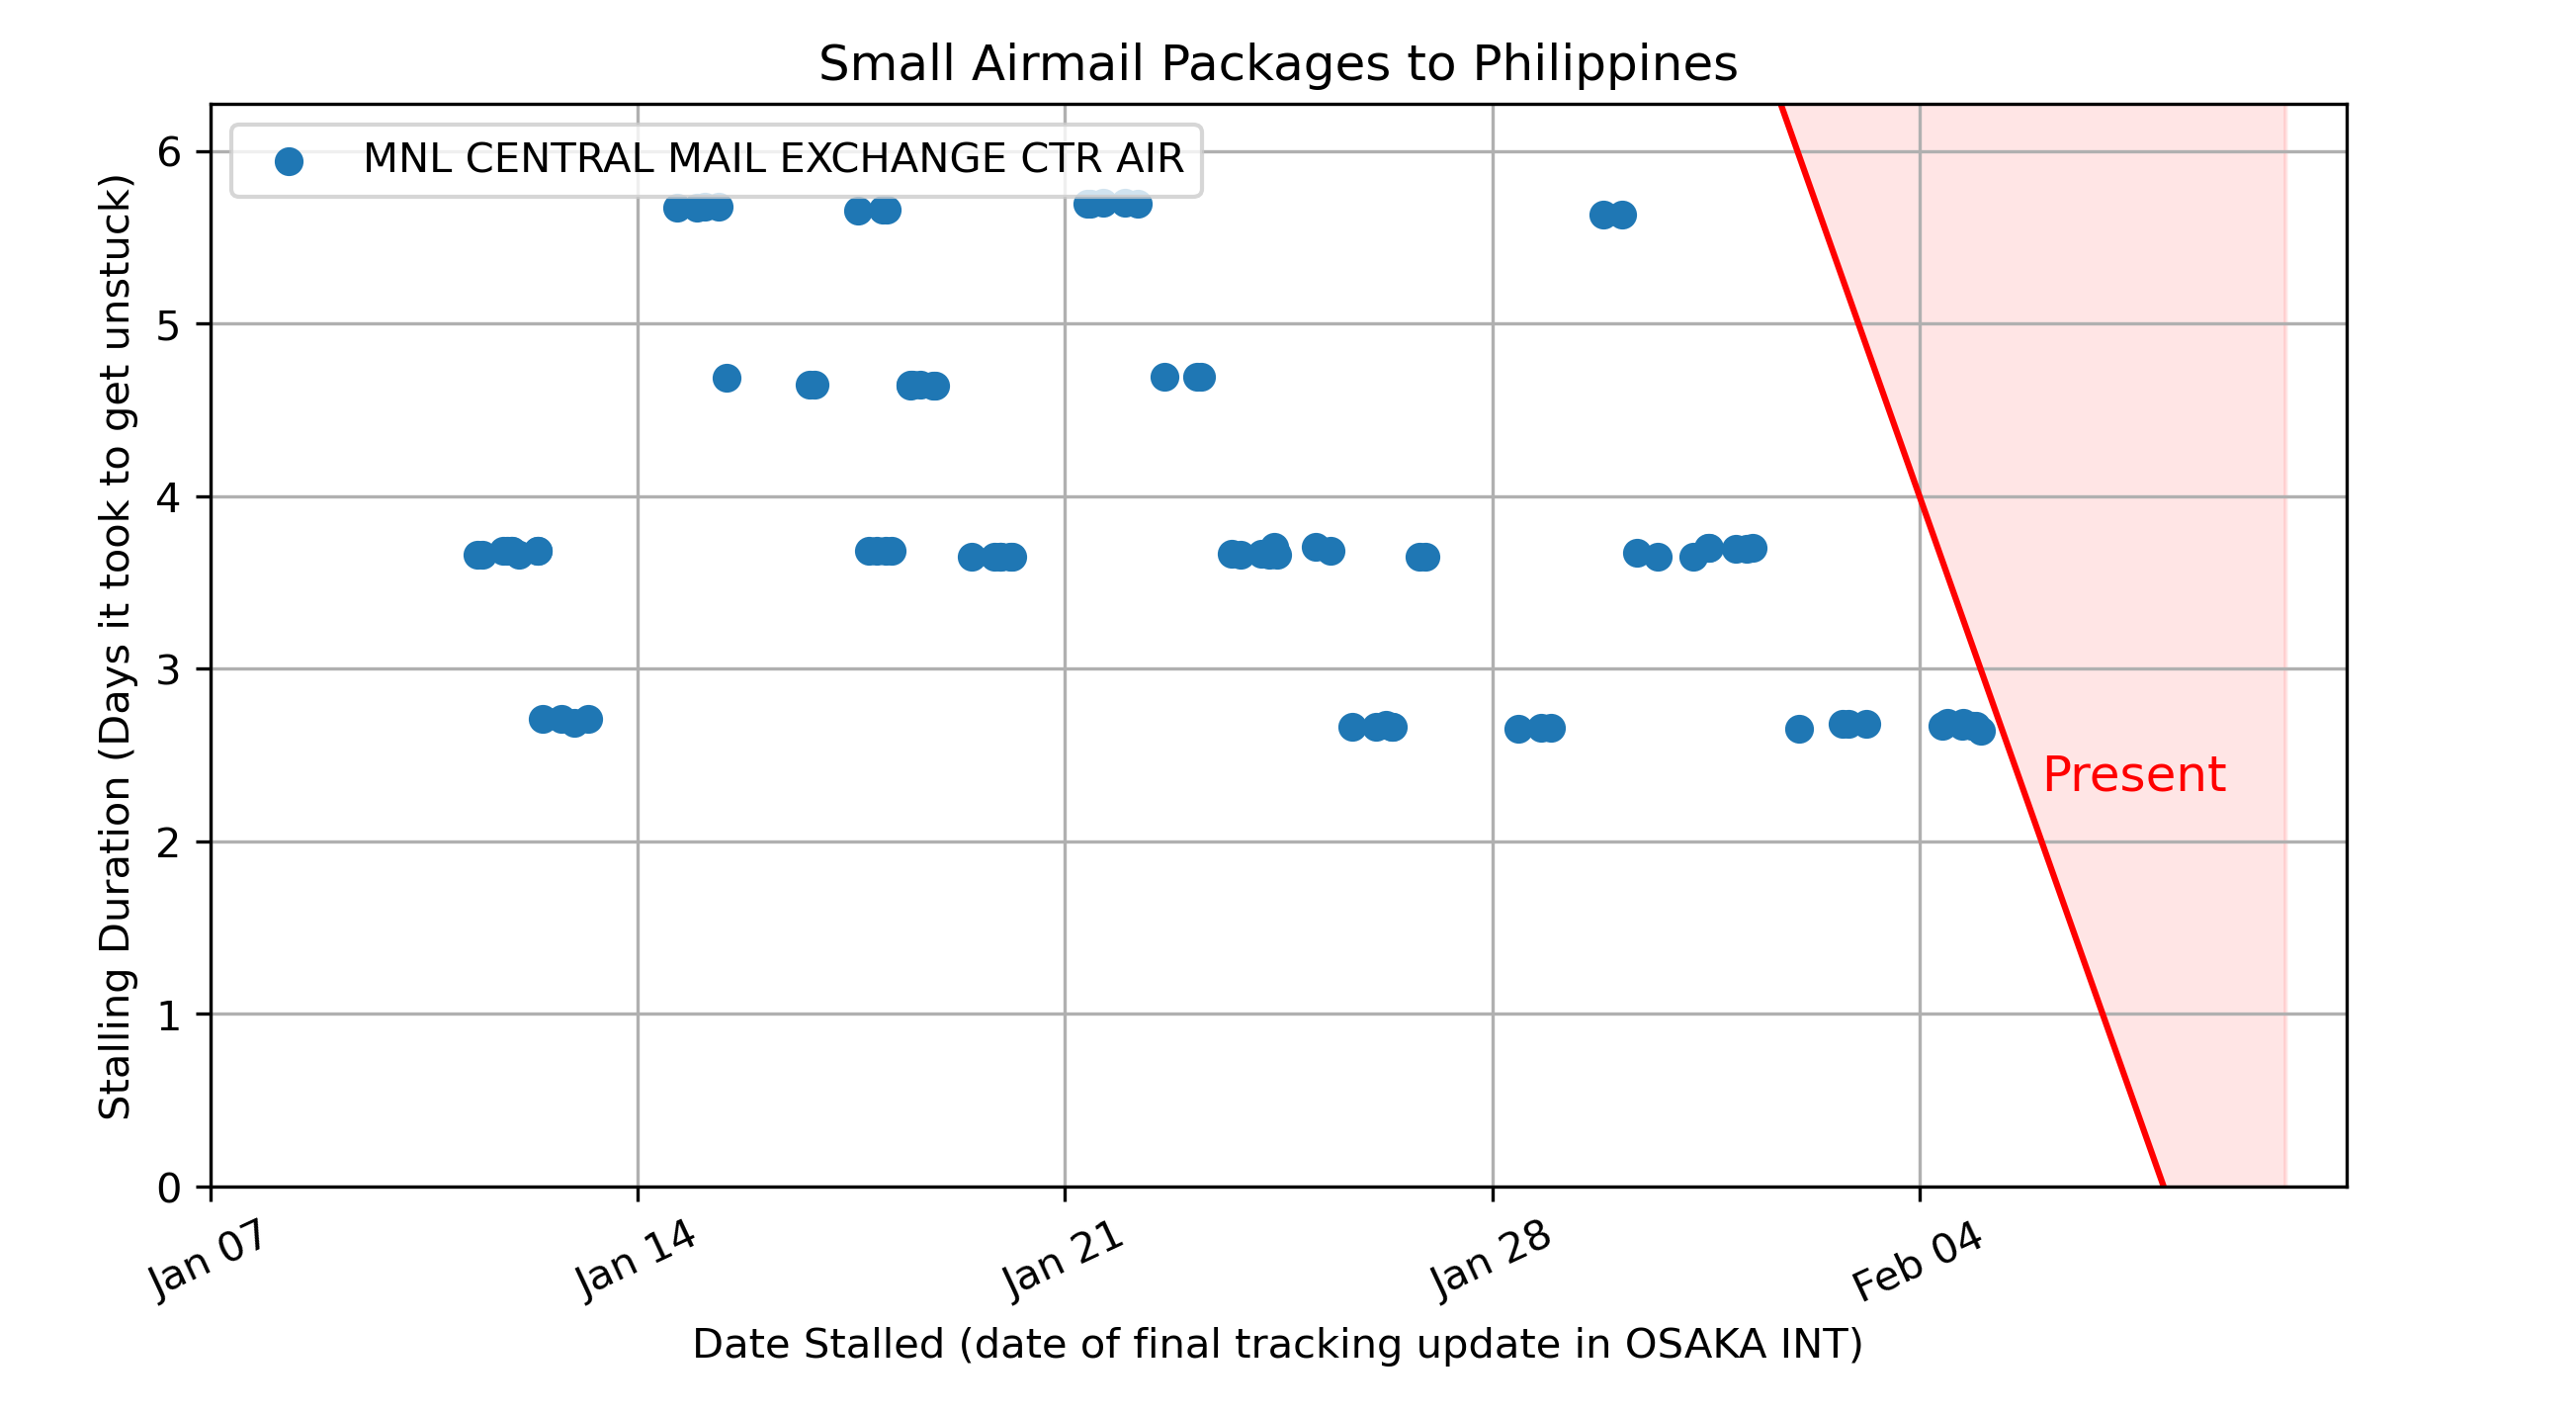 Small Airmail Packages to Philippines
MNL CENTRAL MAIL EXCHANGE CTR AIR
Stalling Duration (Days it took to get unstuck)
6
5
4
3
2
1
0
Present
Jan 07
Jan 14
Jan 21
Jan 28
Feb 04
Date Stalled (date of final tracking update in OSAKA INT)